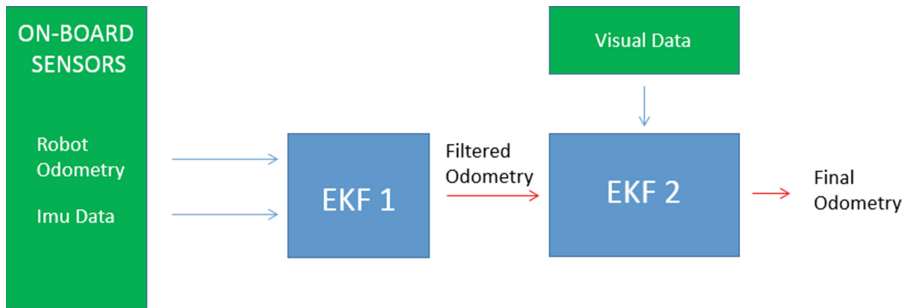 ON-BOARD
SENSORS
Robot
Odometry
Imu Data
EKF 1
Filtered
Odometry
Visual Data
EKF 2
Final
Odometry